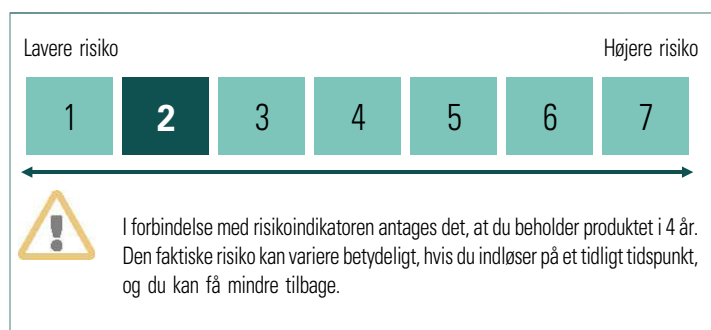 Lavere risiko Højere risiko
1 2 3 4 5 6 7
I forbindelse med risikoindikatoren antages det, at du beholder produktet i 4 år.
Den faktiske risiko kan variere betydeligt, hvis du indløser på et tidligt tidspunkt,
og du kan få mindre tilbage.